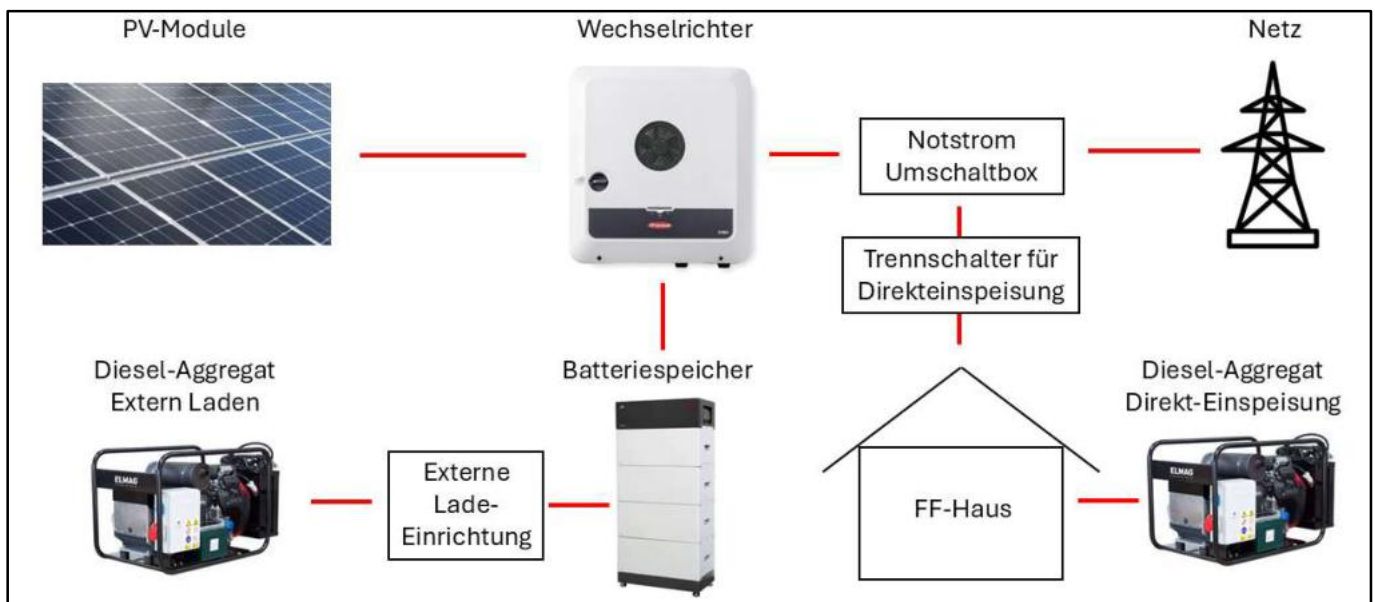 PV-Module
Wechselrichter
Netz
Notstrom
Umschaltbox
Trennschalter für
Direkteinspeisung
Diesel-Aggregat
Extern Laden
Batteriespeicher
Diesel-Aggregat
Direkt-Einspeisung
Externe
Lade-
Einrichtung
FF-Haus
ELMAG
ELMAG